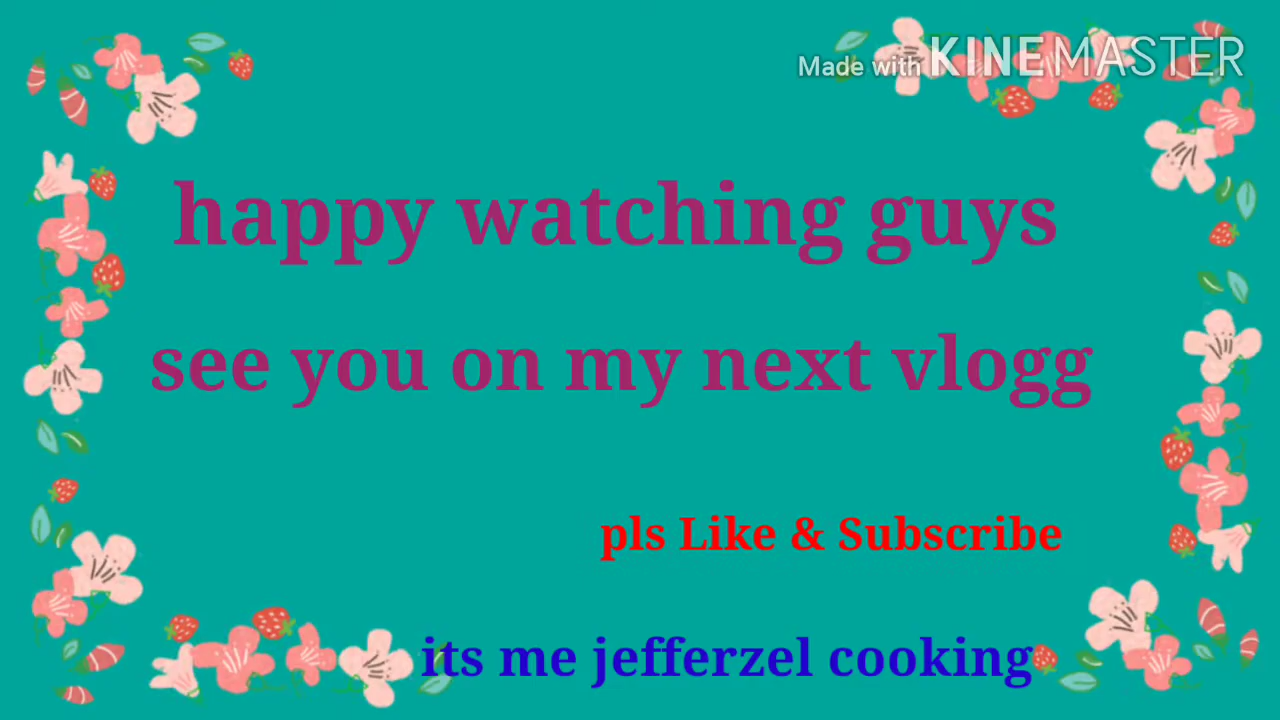 Made with KINEMASTER
happy watching guys
see you on my next vlogg
pls Like & Subscribe
its me jefferzel cooking